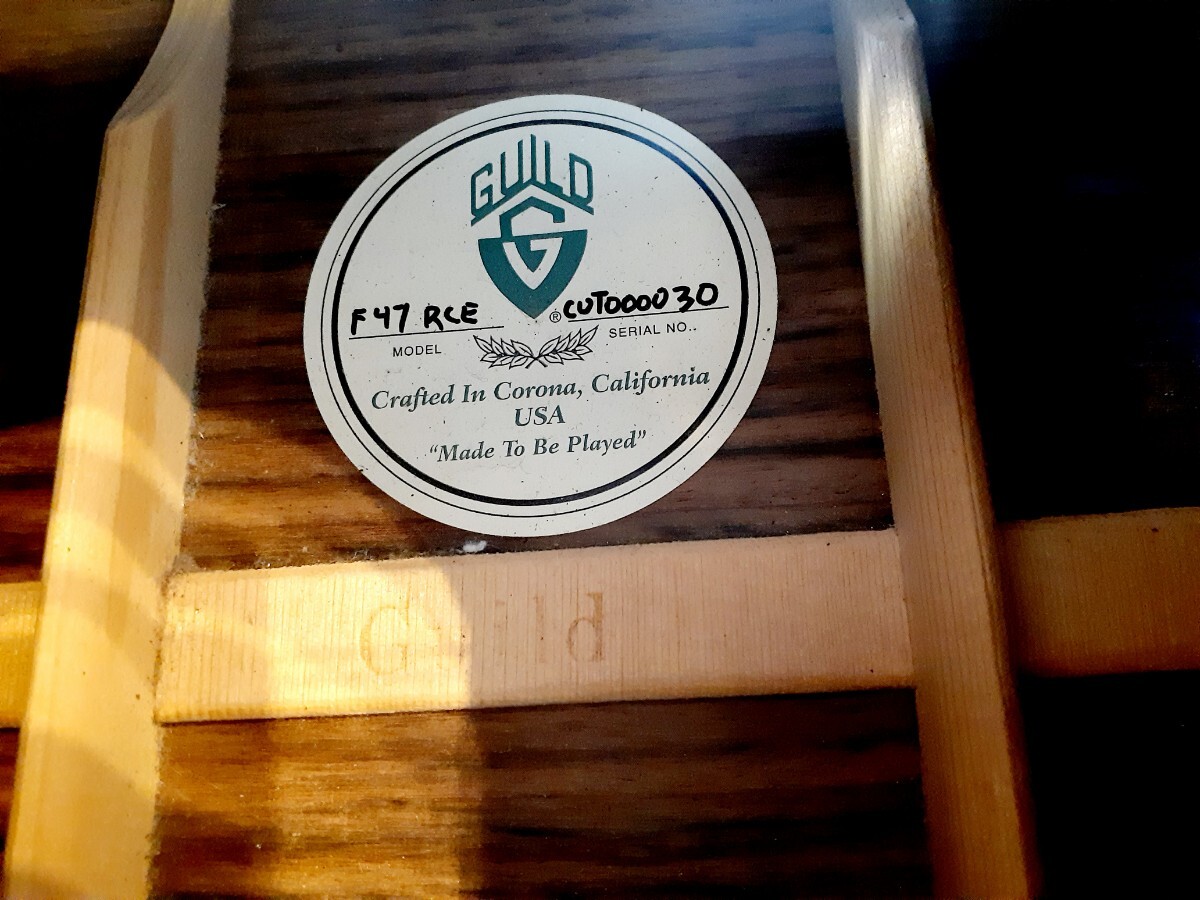 GUILD
G
F47 RCE ® CUT000030
MODEL SERIAL NO..
Crafted In Corona, California
USA
“Made To Be Played”
Guild